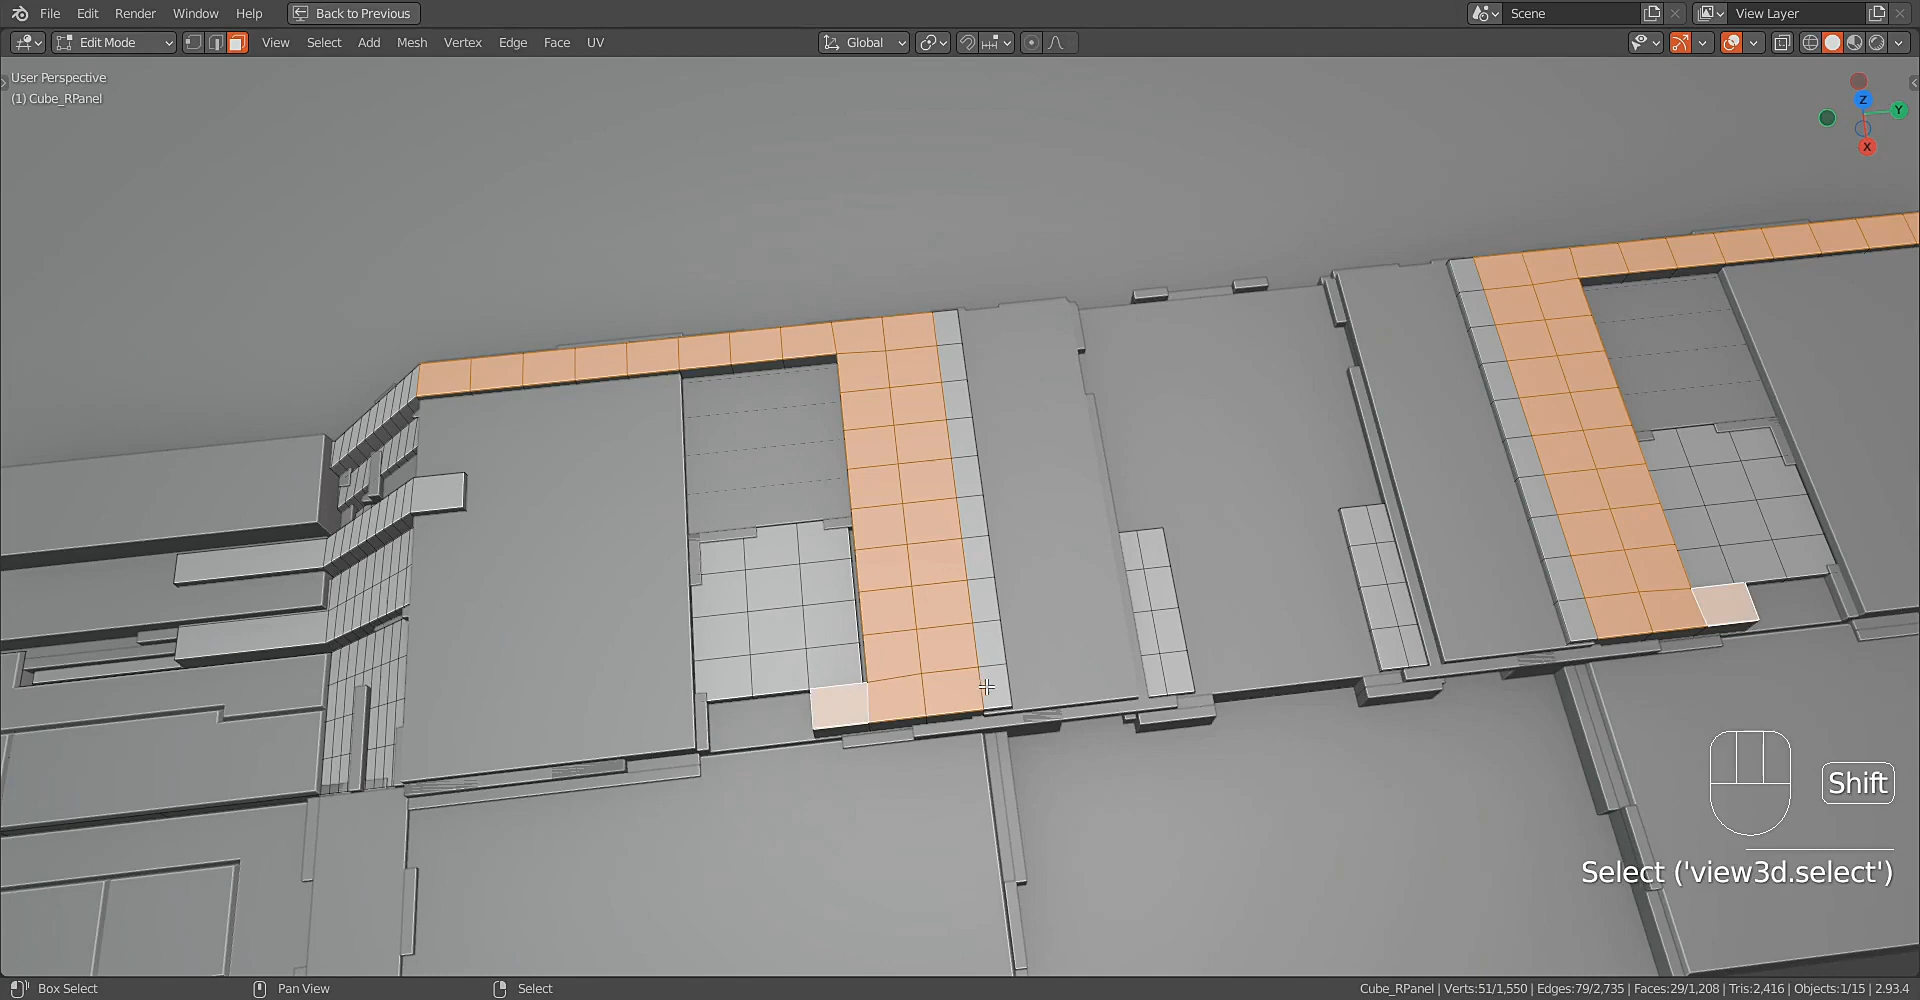 File Edit Render Window Help Back to Previous Scene View Layer
Edit Mode View Select Add Mesh Vertex Edge Face UV Global
User Perspective
(1) Cube_RPanel
Z
Y
X
Shift
Select ('view3d.select')
Box Select Pan View Select Cube_RPanel | Verts:51/1,550 | Edges:79/2,735 | Faces:29/1,208 | Tris:2,416 | Objects:1/15 | 2.93.4